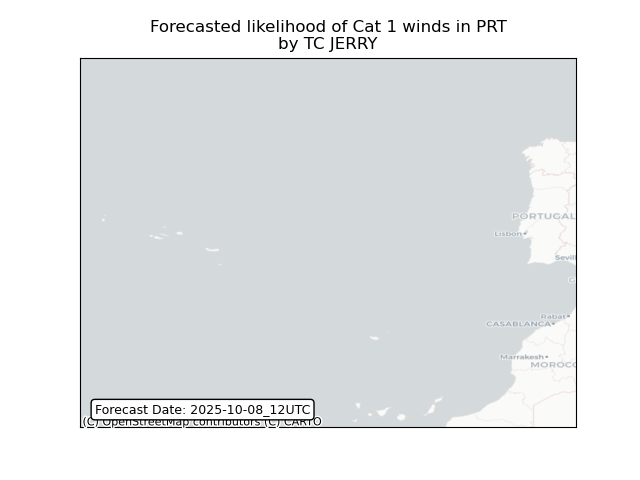 Forecasted likelihood of Cat 1 winds in PRT
by TC JERRY
PORTUGAL
Lisbon
Sevill
Rabat
CASABLANCA
Marrakesh
MOROCC
Forecast Date: 2025-10-08_12UTC
(C) OpenStreetMap contributors (C) CARTO